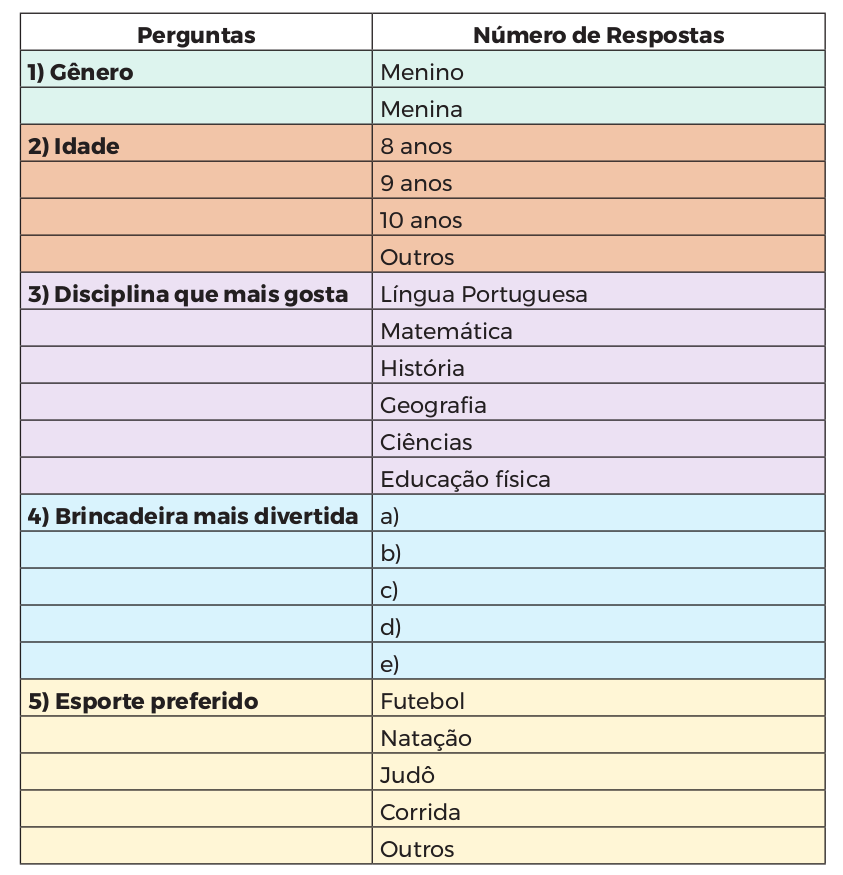 Perguntas Número de Respostas
1) Gênero Menino
Menina
2) Idade 8 anos
9 anos
10 anos
Outros
3) Disciplina que mais gosta Língua Portuguesa
Matemática
História
Geografia
Ciências
Educação física
4) Brincadeira mais divertida a)
b)
c)
d)
e)
5) Esporte preferido Futebol
Natação
Judô
Corrida
Outros